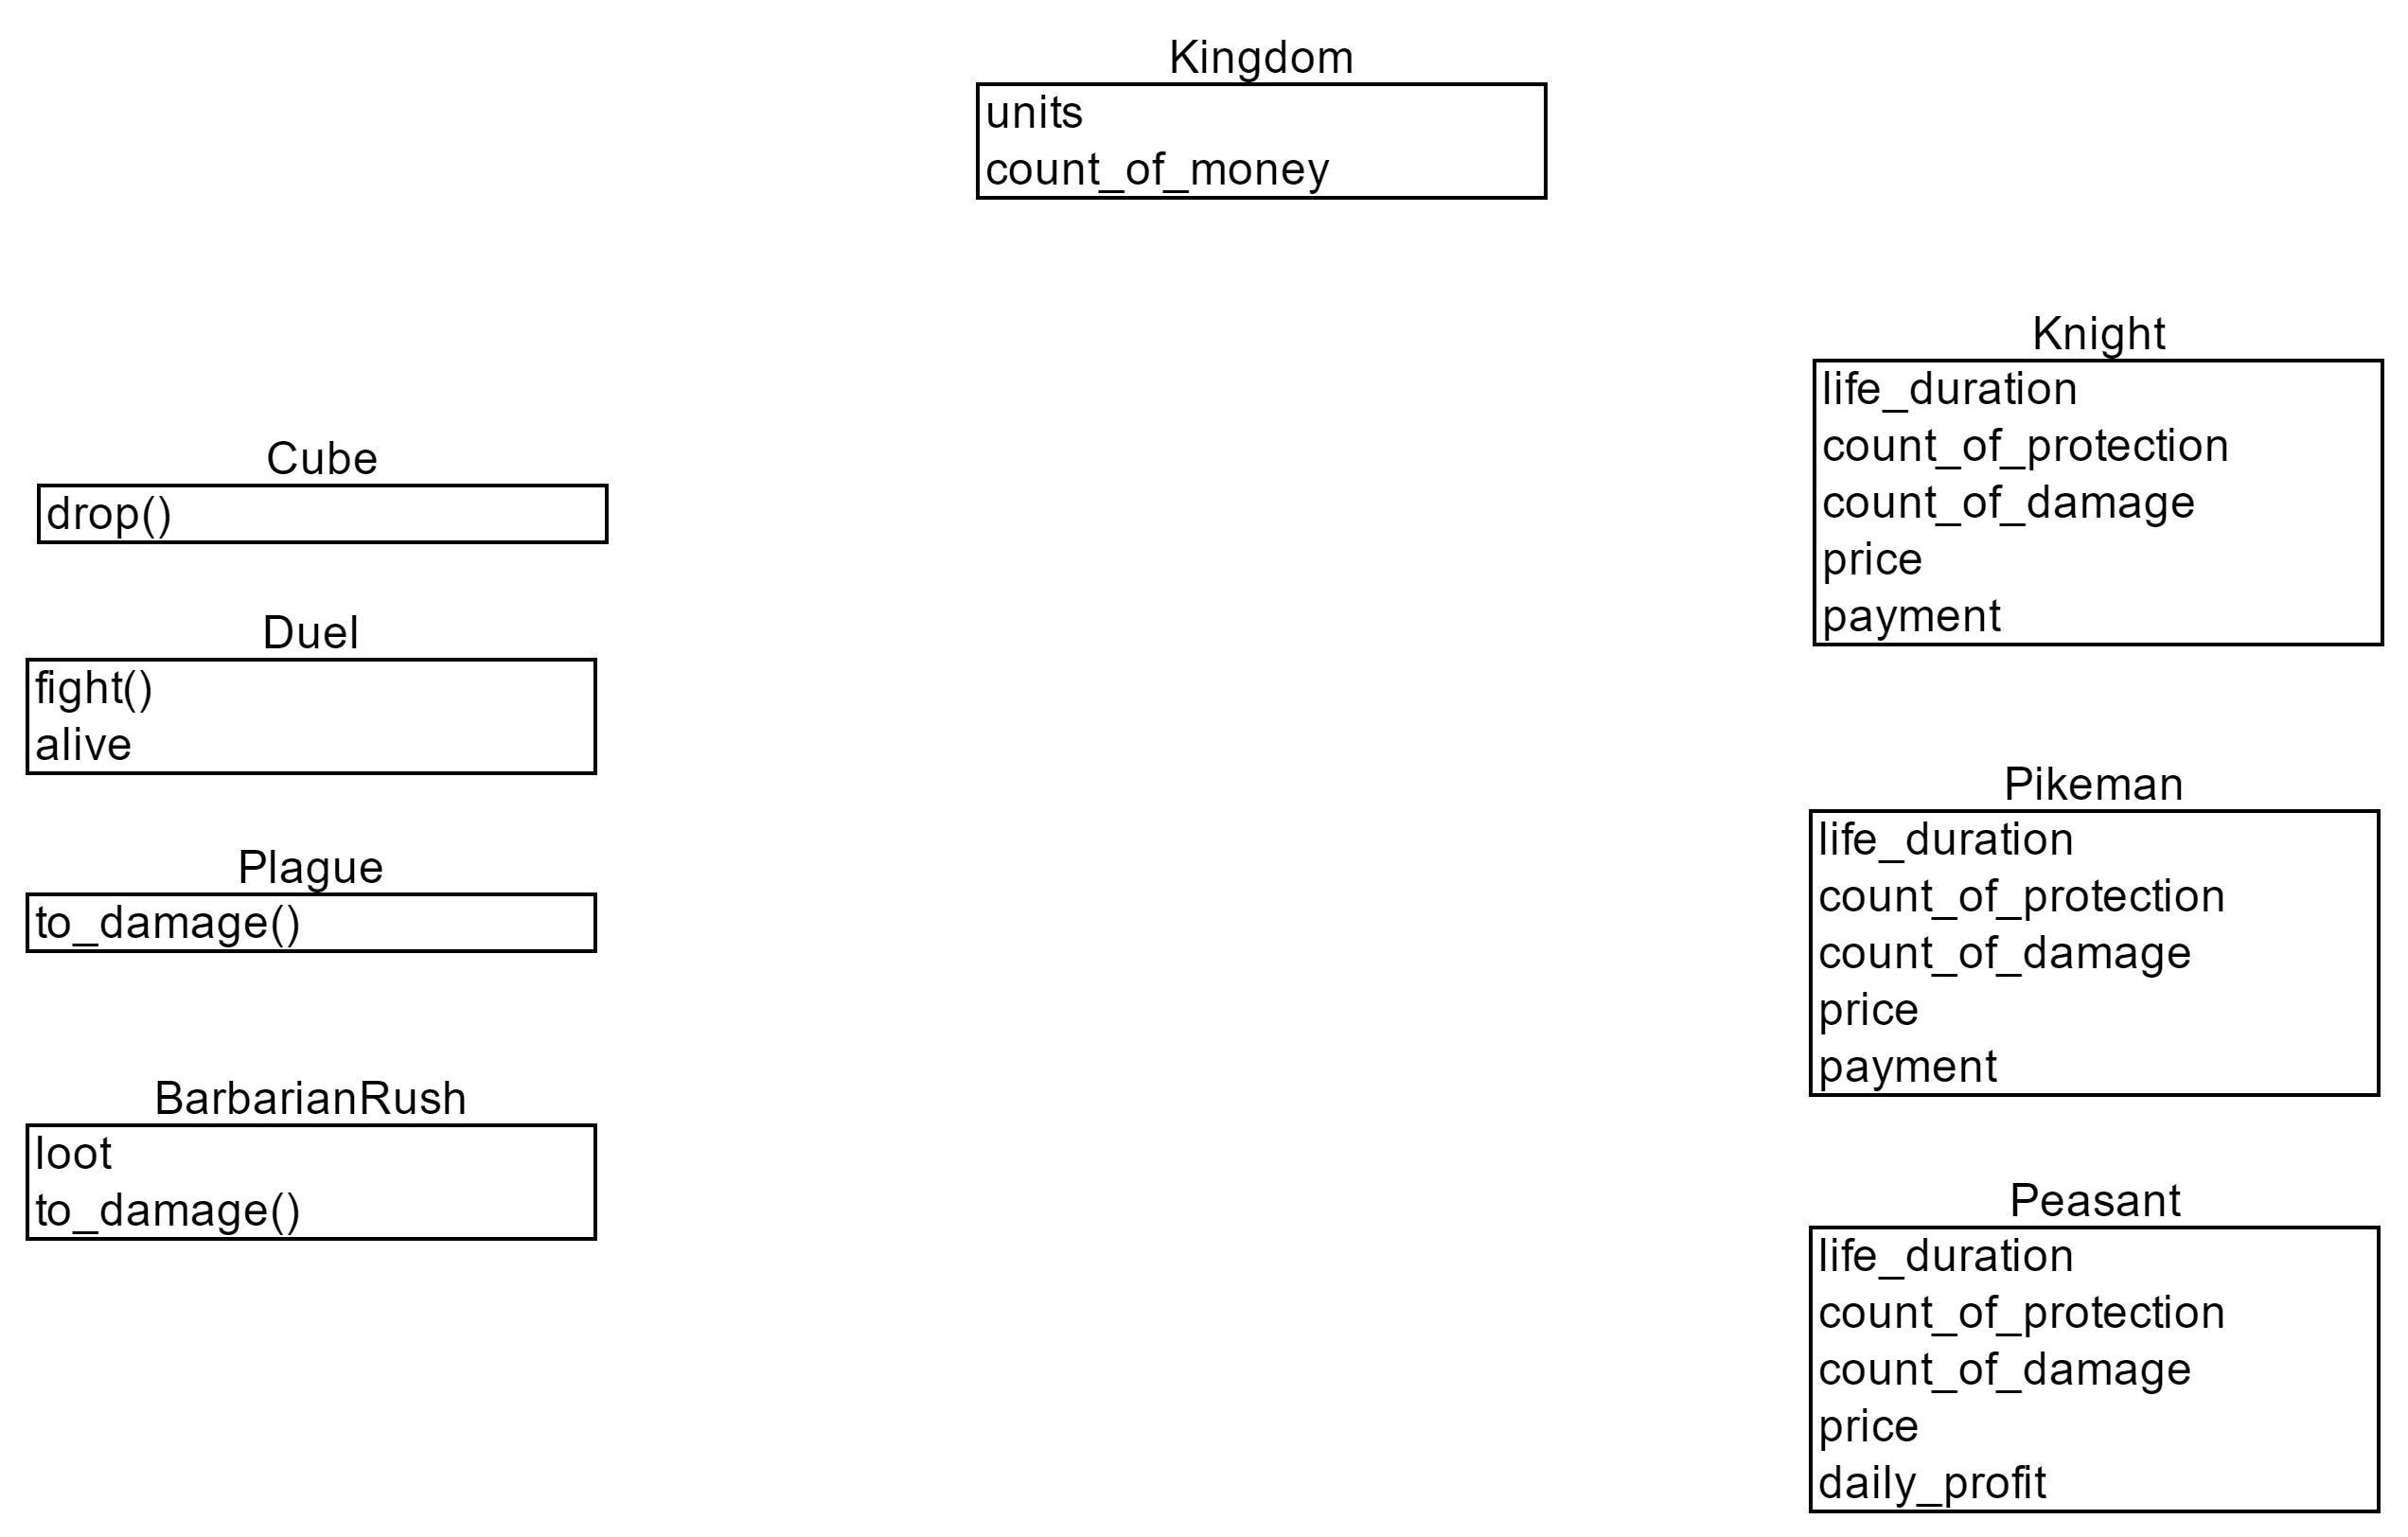 Kingdom
units
count_of_money
Cube
drop()
Duel
fight()
alive
Plague
to_damage()
BarbarianRush
loot
to_damage()
Knight
life_duration
count_of_protection
count_of_damage
price
payment
Pikeman
life_duration
count_of_protection
count_of_damage
price
payment
Peasant
life_duration
count_of_protection
count_of_damage
price
daily_profit